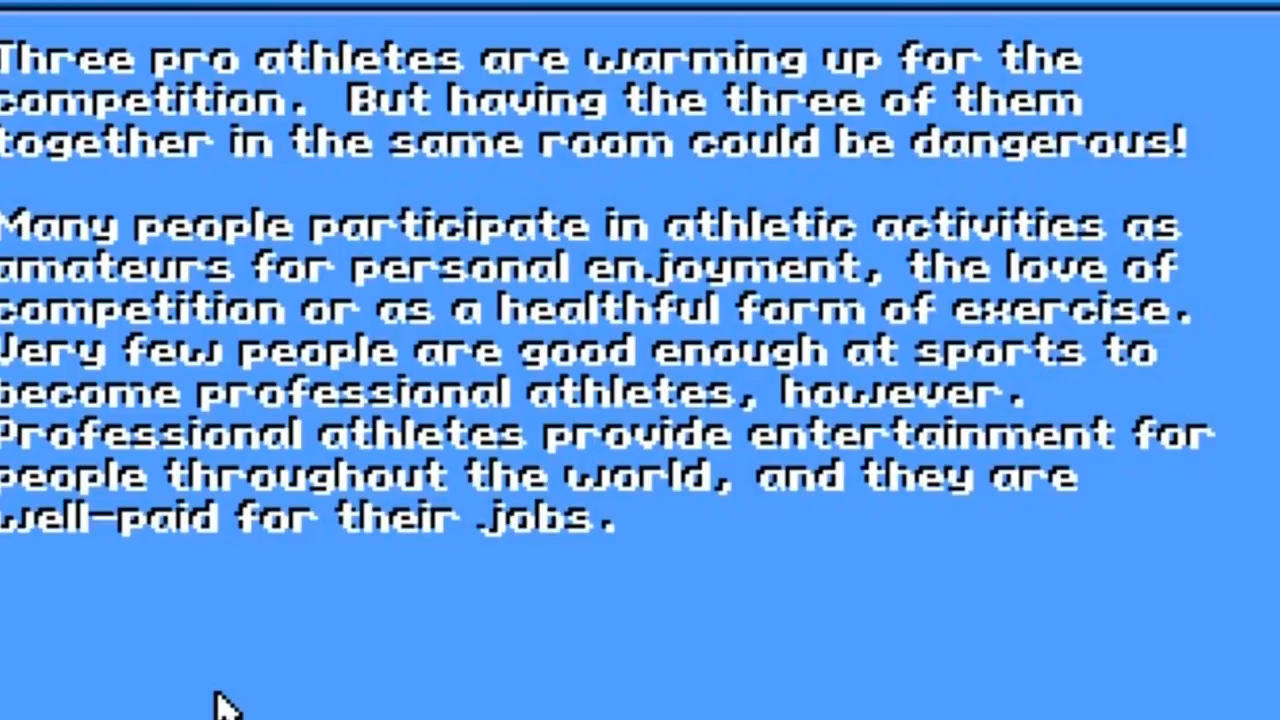 Three pro athletes are warming up for the
competition.  But having the three of them
together in the same room could be dangerous!
Many people participate in athletic activities as
amateurs for personal enjoyment, the love of
competition or as a healthful form of exercise.
Very few people are good enough at sports to
become professional athletes, however.
Professional athletes provide entertainment for
people throughout the world, and they are
well-paid for their jobs.